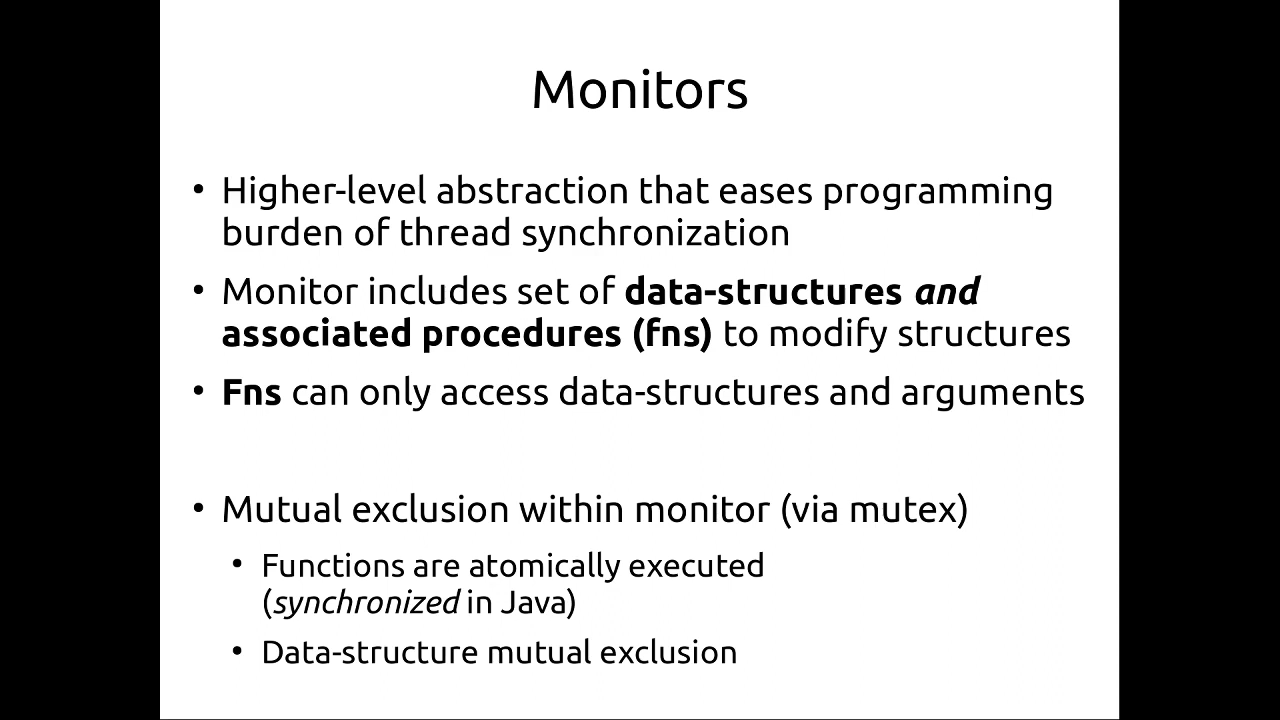 Monitors
• Higher-level abstraction that eases programming
burden of thread synchronization
• Monitor includes set of data-structures and
associated procedures (fns) to modify structures
• Fns can only access data-structures and arguments
• Mutual exclusion within monitor (via mutex)
• Functions are atomically executed
(synchronized in Java)
• Data-structure mutual exclusion